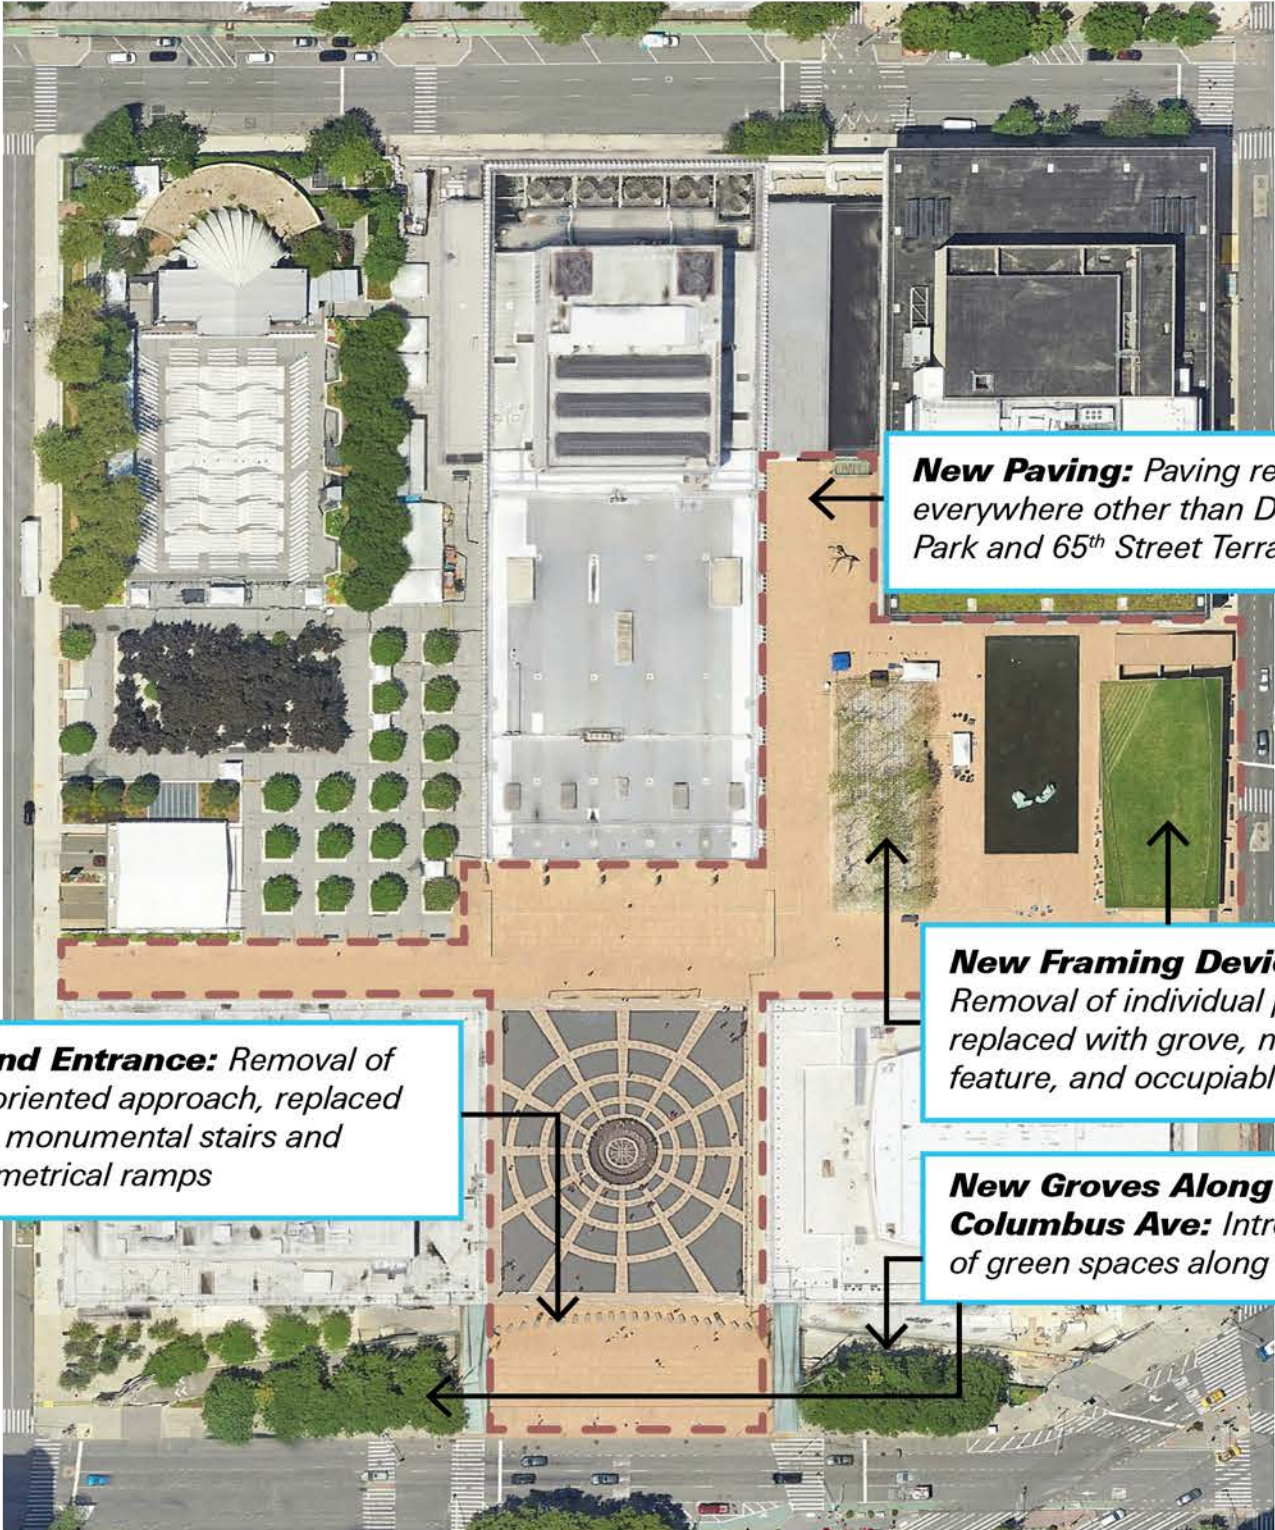 New Paving: Paving re
everywhere other than D
Park and 65th Street Terra
New Framing Devi
Removal of individual
replaced with grove,
feature, and occupiabl
nd Entrance: Removal of
oriented approach, replaced
monumental stairs and
metrical ramps
New Groves Along
Columbus Ave: Intr
of green spaces along